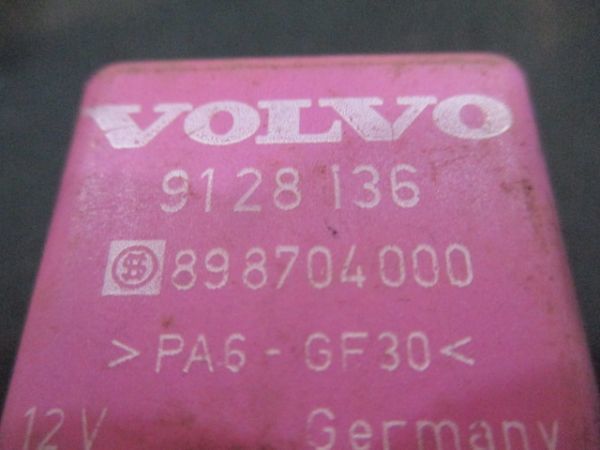 VOLVO
9128 136
898704000
>PA6-GF30<
12V Germany